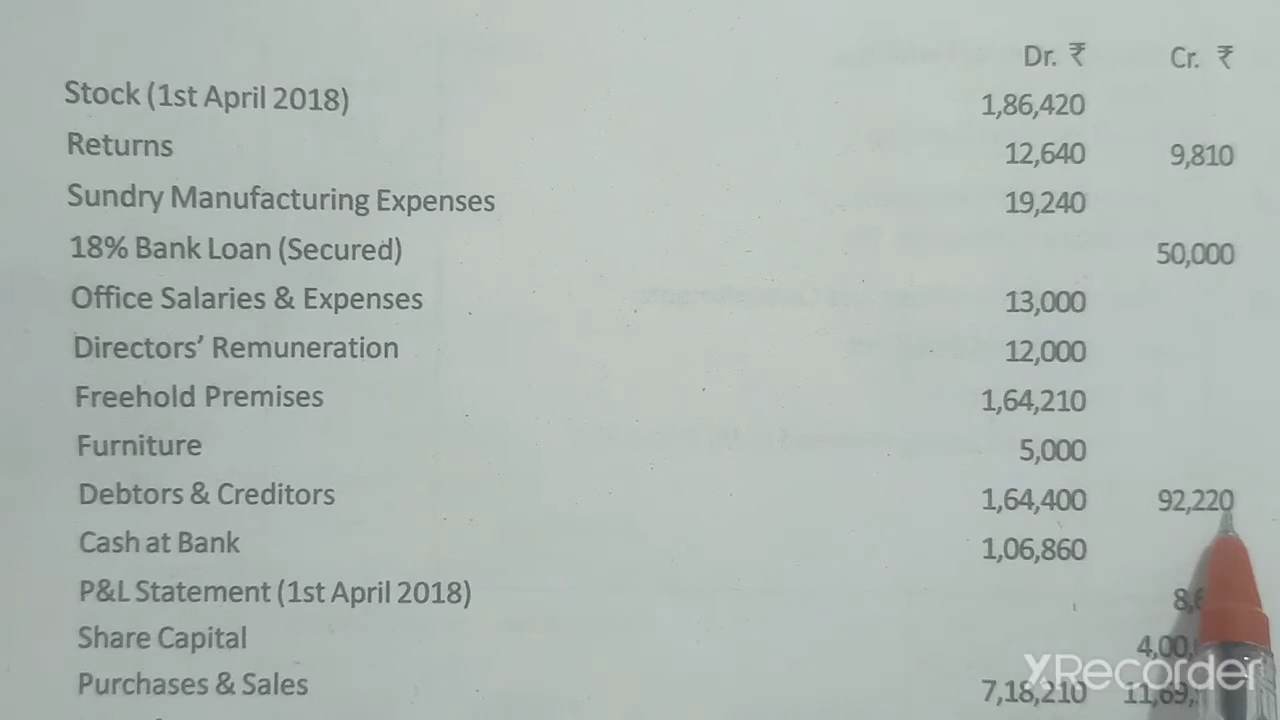 Dr. ₹ Cr. ₹
Stock (1st April 2018) 1,86,420
Returns 12,640 9,810
Sundry Manufacturing Expenses 19,240
18% Bank Loan (Secured) 50,000
Office Salaries & Expenses 13,000
Directors' Remuneration 12,000
Freehold Premises 1,64,210
Furniture 5,000
Debtors & Creditors 1,64,400 92,220
Cash at Bank 1,06,860
P&L Statement (1st April 2018)
Share Capital
Purchases & Sales 7,18,210
XRecorder